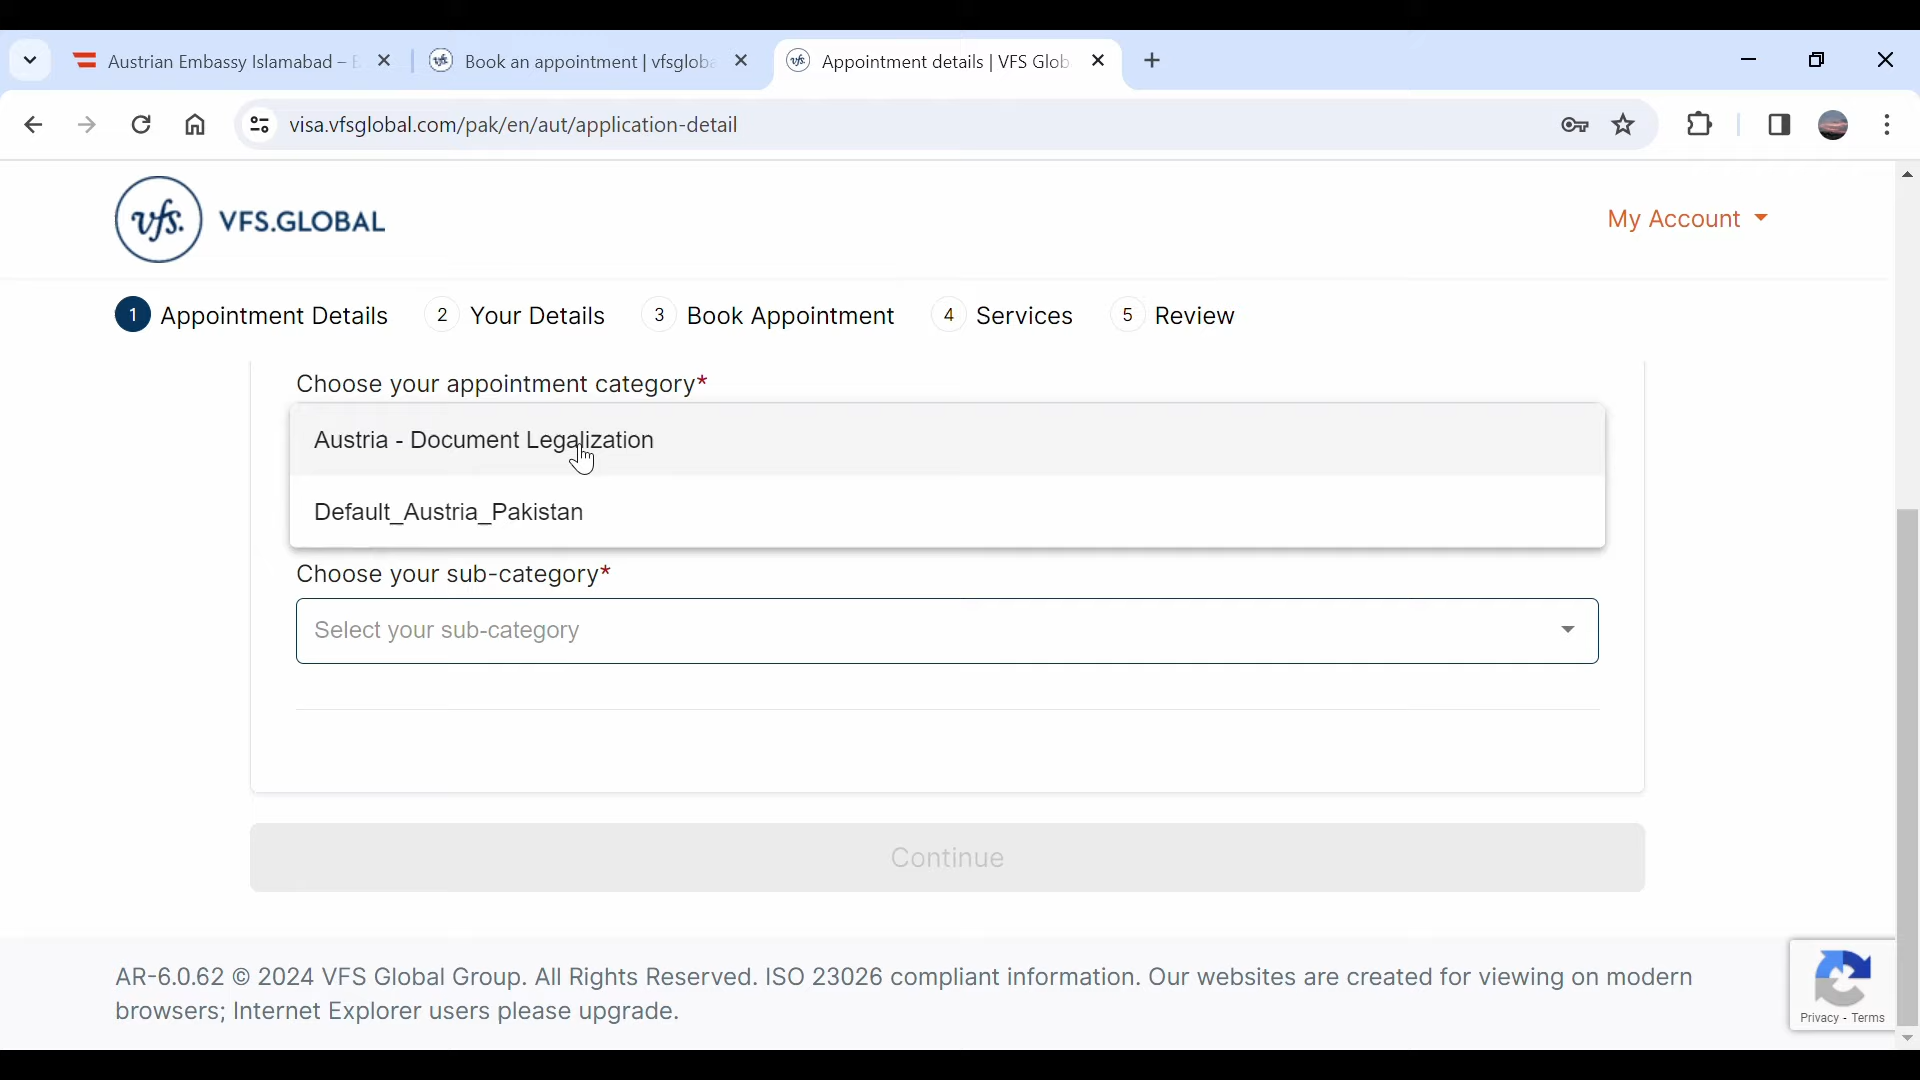 Austrian Embassy Islamabad –
Book an appointment | vfsgloba
Appointment details | VFS Glob
visa.vfsglobal.com/pak/en/aut/application-detail
vfs.
VFS.GLOBAL
My Account
1 Appointment Details
2 Your Details
3 Book Appointment
4 Services
5 Review
Choose your appointment category*
Austria - Document Legalization
Default_Austria_Pakistan
Choose your sub-category*
Select your sub-category
Continue
AR-6.0.62 © 2024 VFS Global Group. All Rights Reserved. ISO 23026 compliant information. Our websites are created for viewing on modern
browsers; Internet Explorer users please upgrade.
Privacy - Terms